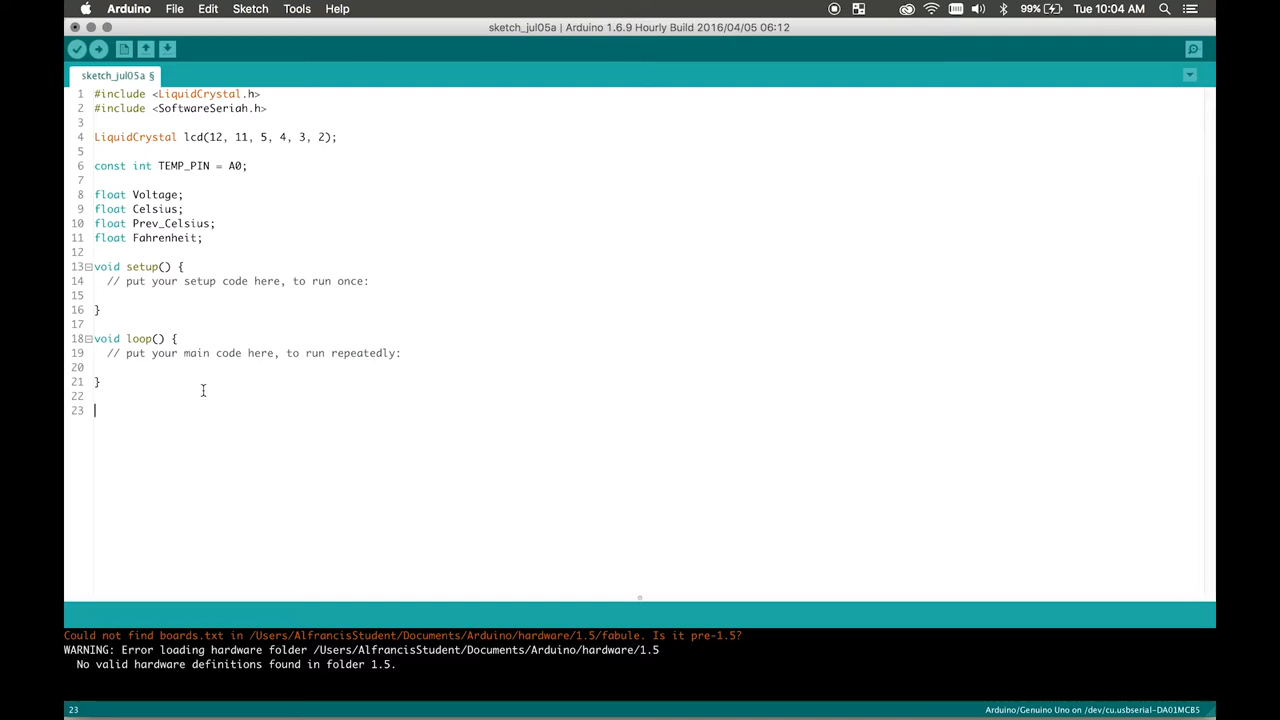 Arduino File Edit Sketch Tools Help 99% Tue 10:04 AM
sketch_jul05a | Arduino 1.6.9 Hourly Build 2016/04/05 06:12
sketch_jul05a §
1 #include <LiquidCrystal.h>
2 #include <SoftwareSeriah.h>
3
4 LiquidCrystal lcd(12, 11, 5, 4, 3, 2);
5
6 const int TEMP_PIN = A0;
7
8 float Voltage;
9 float Celsius;
10 float Prev_Celsius;
11 float Fahrenheit;
12
13 void setup() {
14 // put your setup code here, to run once:
15
16 }
17
18 void loop() {
19 // put your main code here, to run repeatedly:
20
21 }
22
23
Could not find boards.txt in /Users/AlfrancisStudent/Documents/Arduino/hardware/1.5/fabule. Is it pre-1.5?
WARNING: Error loading hardware folder /Users/AlfrancisStudent/Documents/Arduino/hardware/1.5
No valid hardware definitions found in folder 1.5.
23 Arduino/Genuino Uno on /dev/cu.usbserial-DA01MCB5